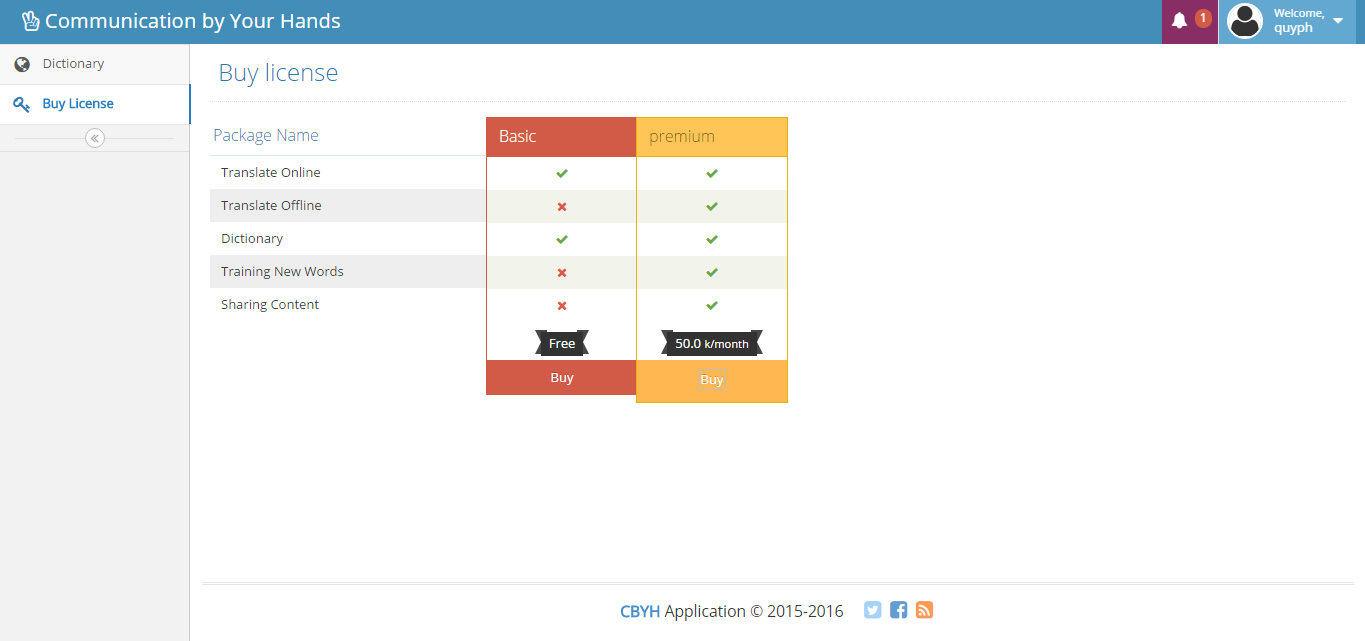 Communication by Your Hands
1
Welcome,
quyph
Dictionary
Buy License
Buy license
Package Name
Basic
premium
Translate Online
Translate Offline
Dictionary
Training New Words
Sharing Content
Free
50.0 k/month
Buy
Buy
CBYH Application © 2015-2016